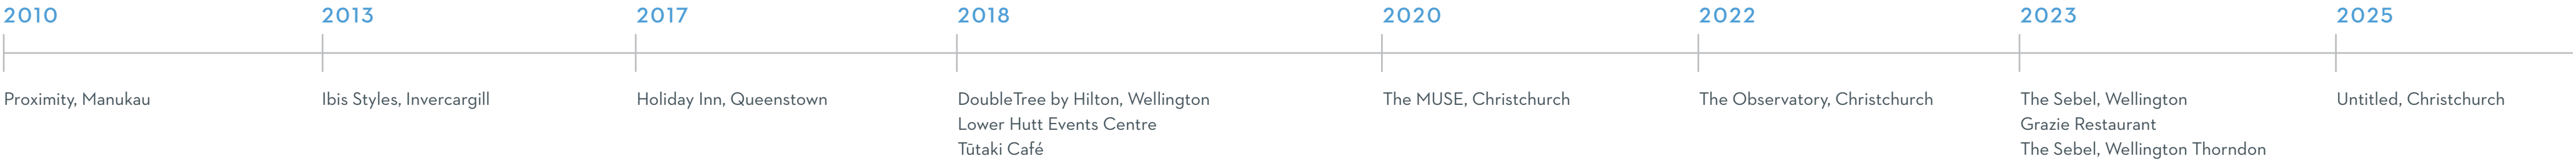 2010
2013
2017
2018
2020
2022
2023
2025
Proximity, Manukau
Ibis Styles, Invercargill
Holiday Inn, Queenstown
DoubleTree by Hilton, Wellington
Lower Hutt Events Centre
Tūtaki Café
The MUSE, Christchurch
The Observatory, Christchurch
The Sebel, Wellington
Grazie Restaurant
The Sebel, Wellington Thorndon
Untitled, Christchurch